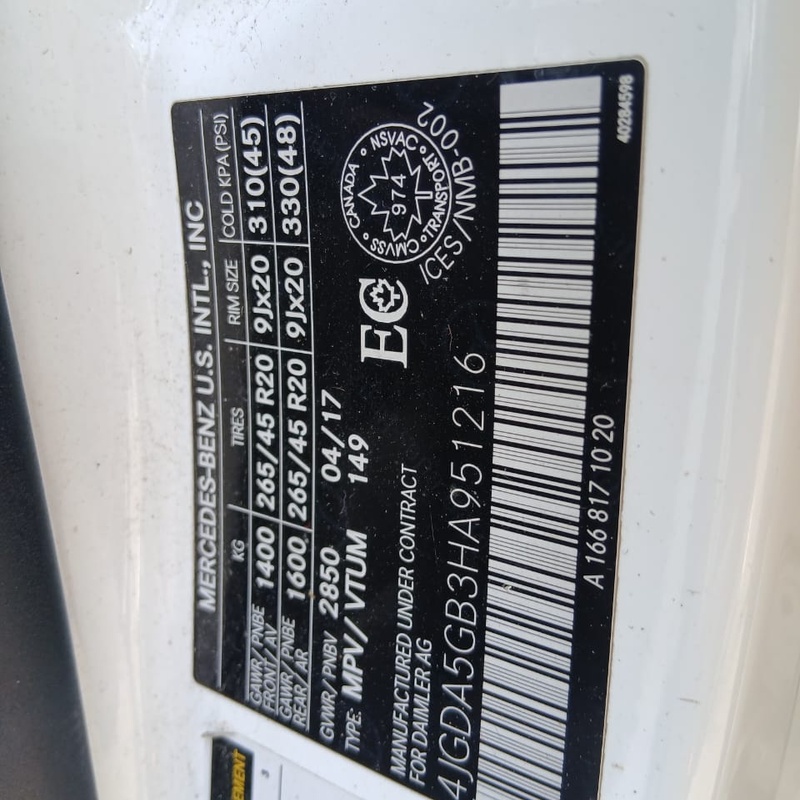 MERCEDES-BENZ U.S. INTL., INC
KG TIRES RIM SIZE COLD KPA (PSI)
GAWR / PNBE
FRONT / AV 1400 265/45 R20 9Jx20 310(45)
GAWR / PNBE
REAR / AR 1600 265/45 R20 9Jx20 330(48)
GVWR / PNBV 2850 04/17
TYPE: MPV//VTUM 149
EC
CANADA • NSVAC • TRANSPORT • CMVSS •
974
ICES/NMB-002
MANUFACTURED UNDER CONTRACT
FOR DAIMLER AG
4JGDA5GB3HA951216
A 166 817 10 20
40284598
EMENT
3